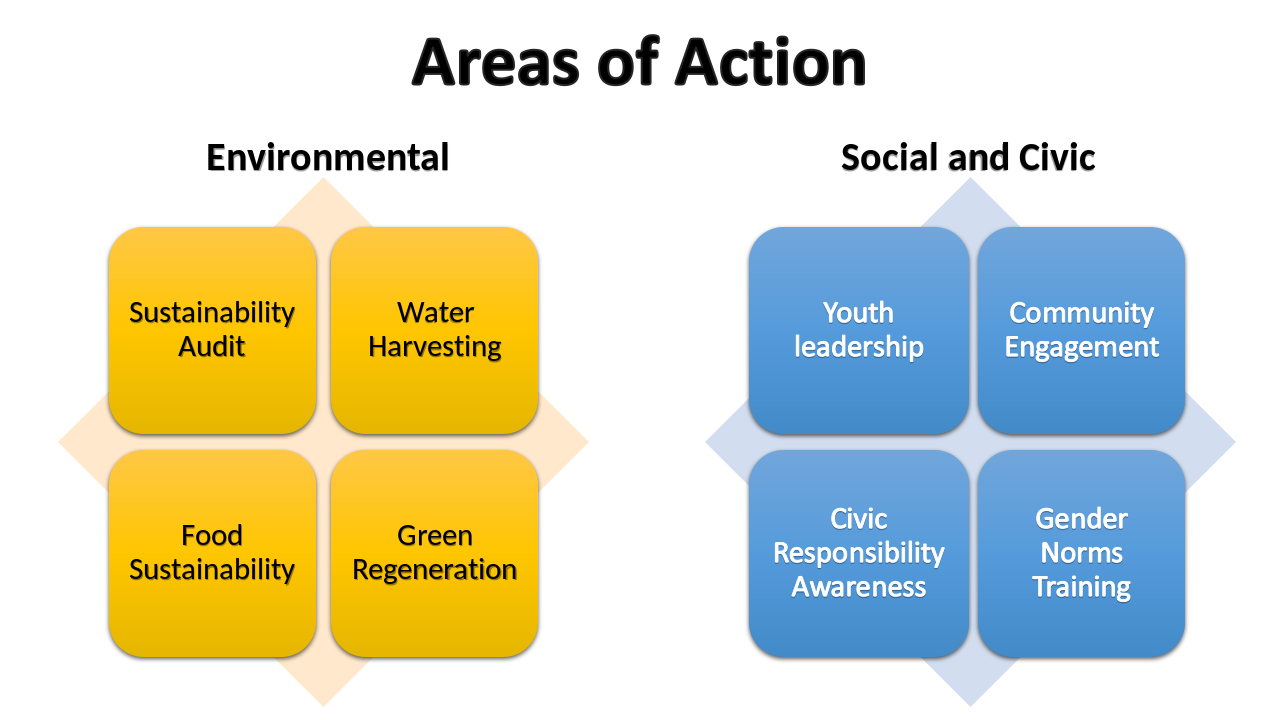 Areas of Action
Environmental
Sustainability
Audit
Water
Harvesting
Food
Sustainability
Green
Regeneration
Social and Civic
Youth
leadership
Community
Engagement
Civic
Responsibility
Awareness
Gender
Norms
Training